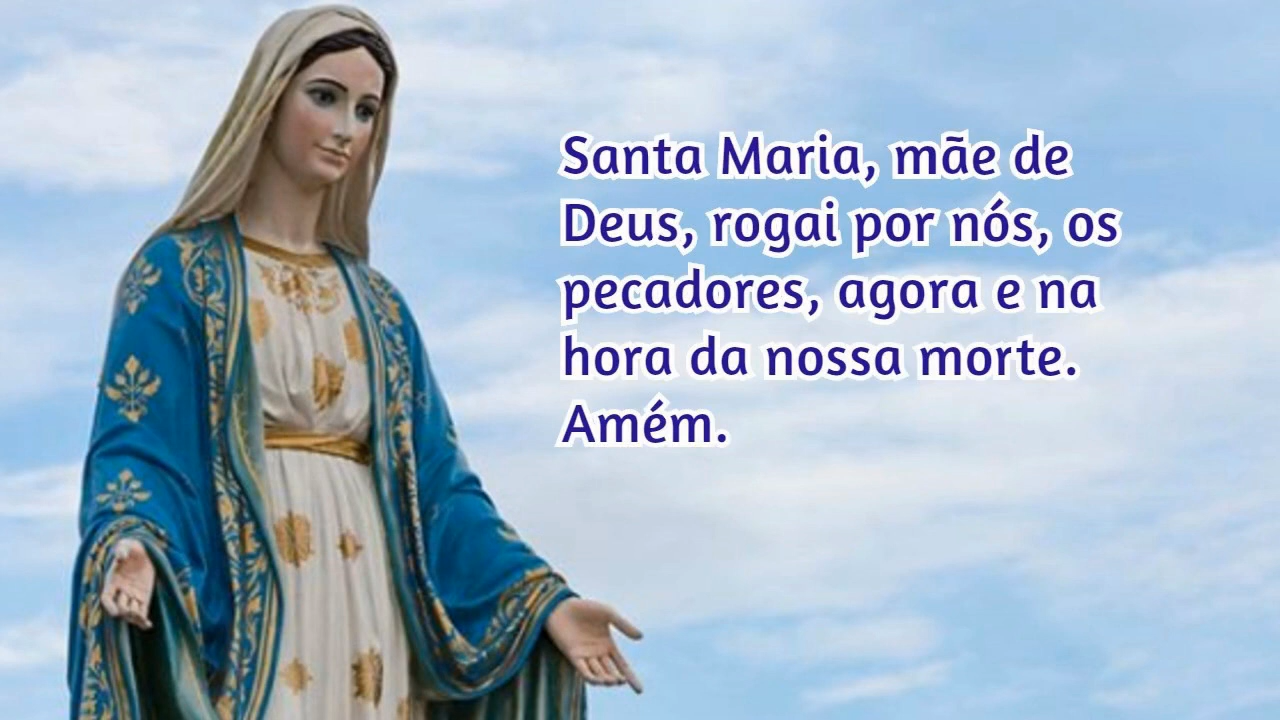 Santa Maria, mãe de
Deus, rogai por nós, os
pecadores, agora e na
hora da nossa morte.
Amém.